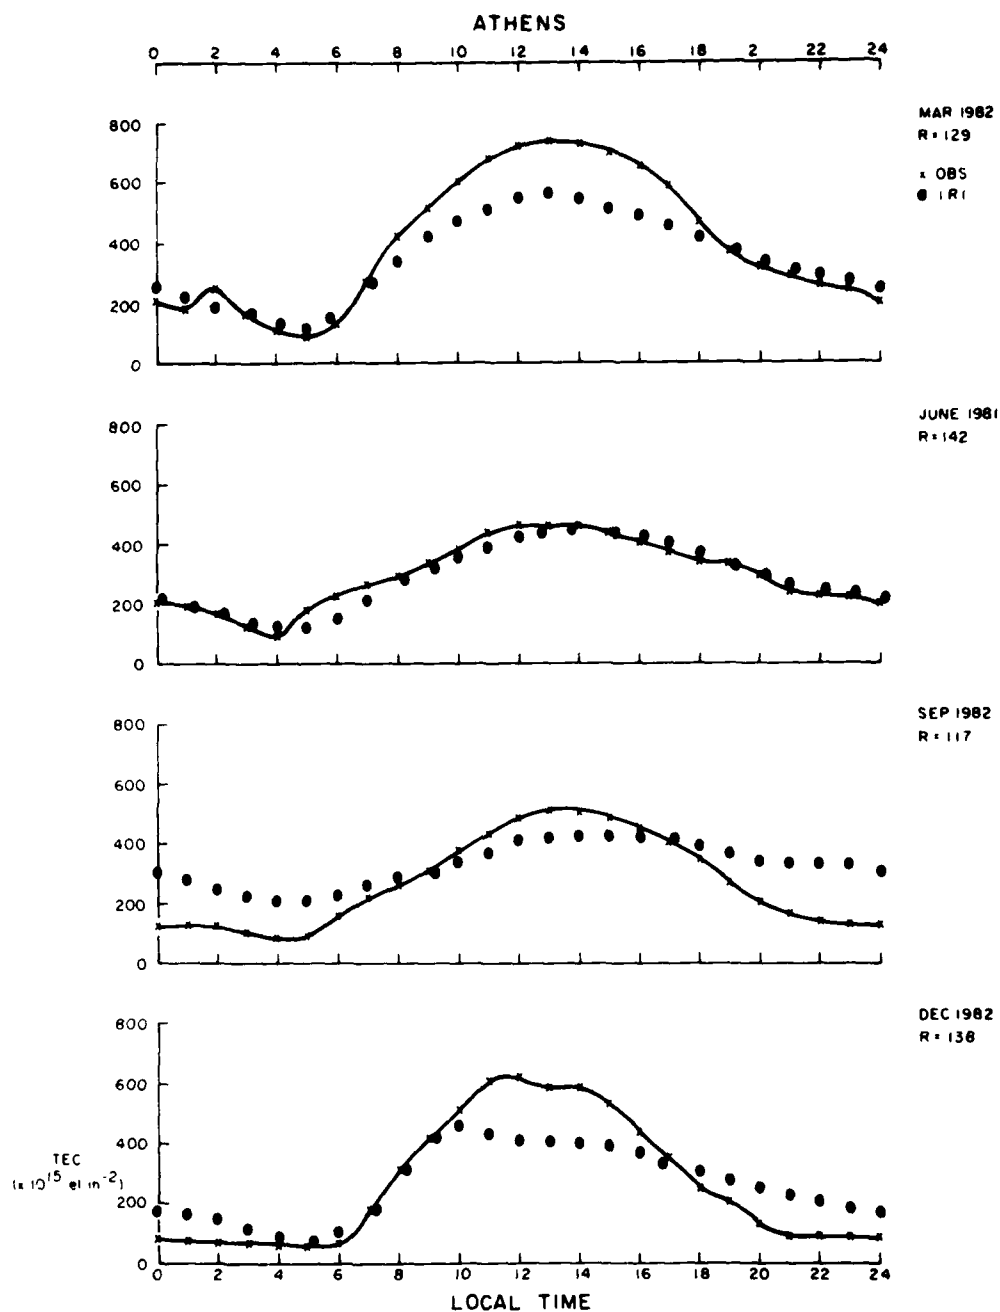 ATHENS
0 2 4 6 8 10 12 14 16 18 20 22 24
MAR 1982
R = 129
x OBS
● IRI
800
600
400
200
0
JUNE 1981
R = 142
800
600
400
200
0
SEP 1982
R = 117
800
600
400
200
0
DEC 1982
R = 138
800
600
400
200
0
TEC
(x 10¹⁵ el m⁻²)
0 2 4 6 8 10 12 14 16 18 20 22 24
LOCAL TIME